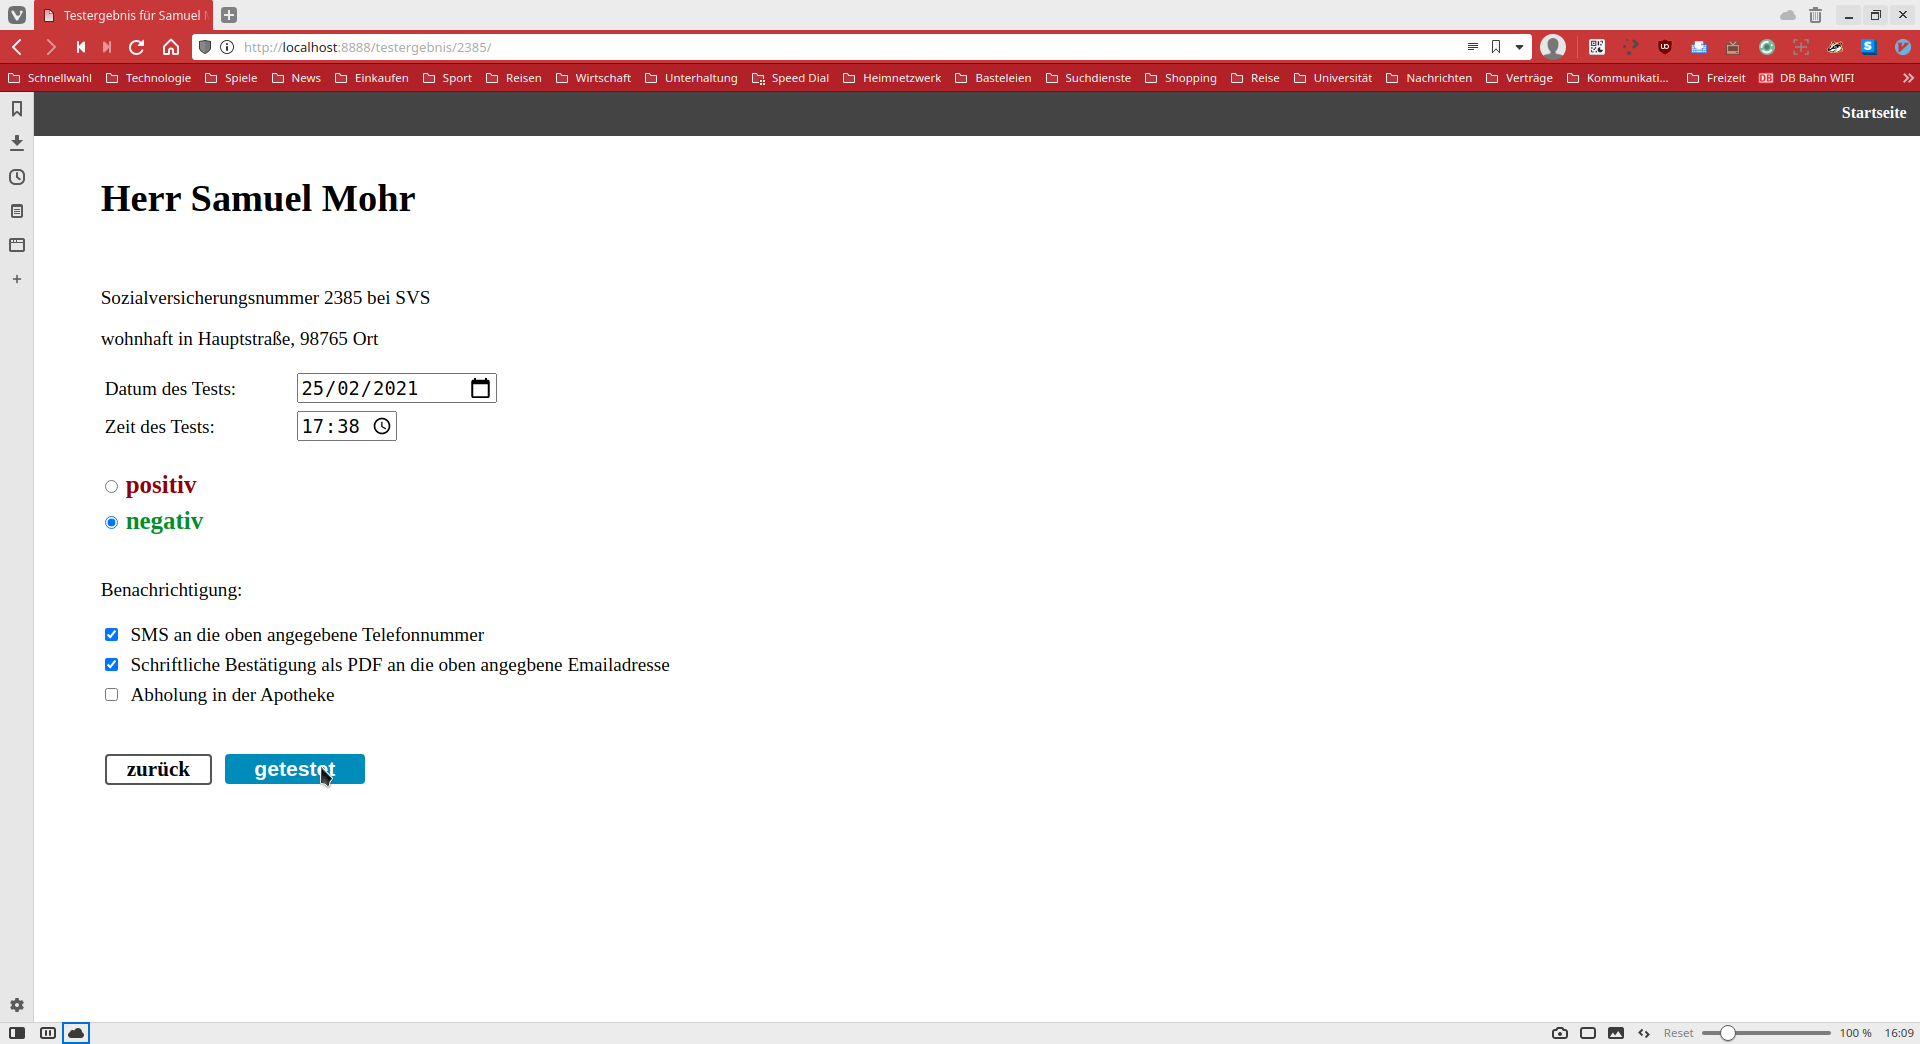 Testergebnis für Samuel
http://localhost:8888/testergebnis/2385/
Schnellwahl Technologie Spiele News Einkaufen Sport Reisen Wirtschaft Unterhaltung Speed Dial Heimnetzwerk Basteleien Suchdienste Shopping Reise Universität Nachrichten Verträge Kommunikati... Freizeit DB DB Bahn WIFI
Startseite
Herr Samuel Mohr
Sozialversicherungsnummer 2385 bei SVS
wohnhaft in Hauptstraße, 98765 Ort
Datum des Tests: 25/02/2021
Zeit des Tests: 17:38
positiv
negativ
Benachrichtigung:
SMS an die oben angegebene Telefonnummer
Schriftliche Bestätigung als PDF an die oben angegbene Emailadresse
Abholung in der Apotheke
zurück getestet
Reset 100 % 16:09